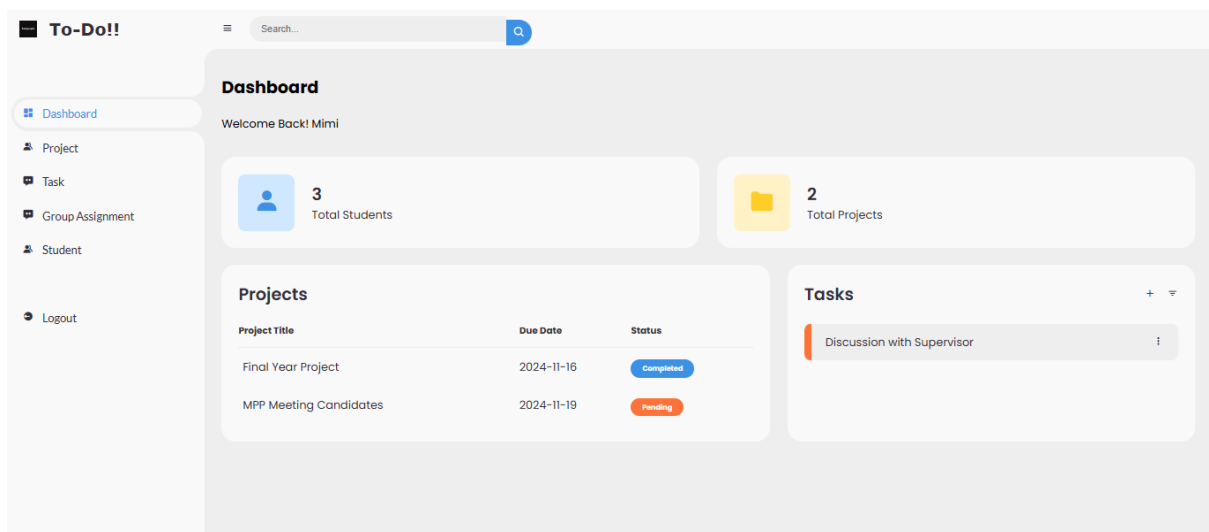 To-Do!!
Search...
Dashboard
Project
Task
Group Assignment
Student
Logout
Dashboard
Welcome Back! Mimi
3
Total Students
2
Total Projects
Projects
Project Title Due Date Status
Final Year Project 2024-11-16 Completed
MPP Meeting Candidates 2024-11-19 Pending
Tasks
Discussion with Supervisor